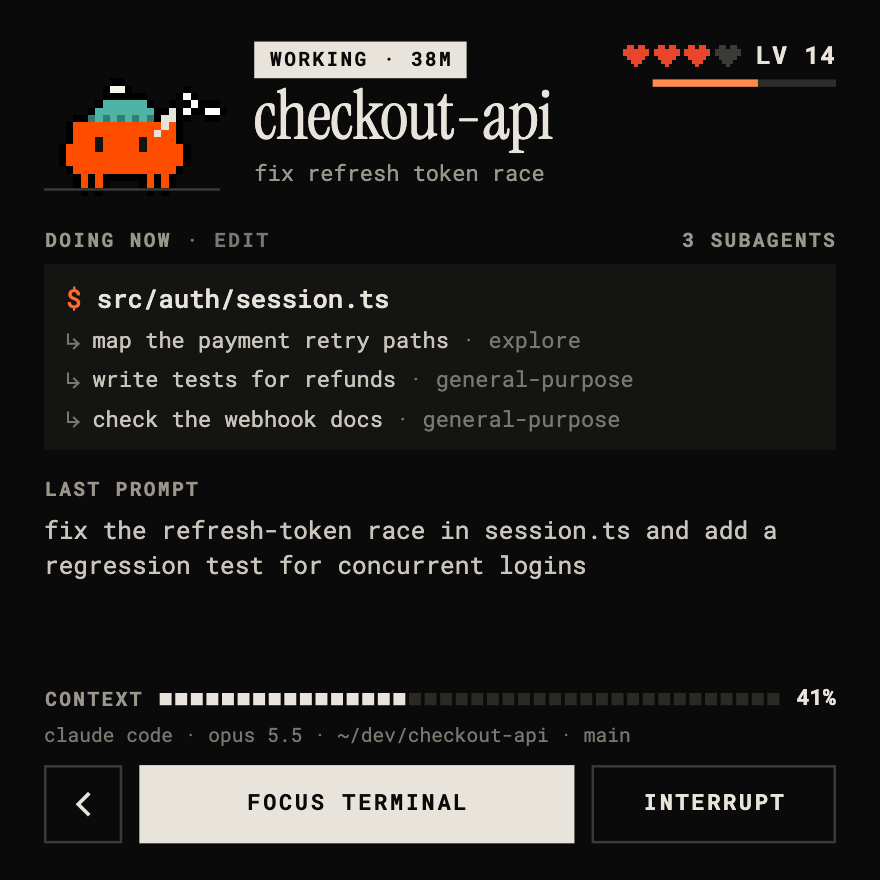 WORKING · 38M
LV 14
checkout-api
fix refresh token race
DOING NOW · EDIT
3 SUBAGENTS
$ src/auth/session.ts
↳ map the payment retry paths · explore
↳ write tests for refunds · general-purpose
↳ check the webhook docs · general-purpose
LAST PROMPT
fix the refresh-token race in session.ts and add a
regression test for concurrent logins
CONTEXT
41%
claude code · opus 5.5 · ~/dev/checkout-api · main
FOCUS TERMINAL
INTERRUPT